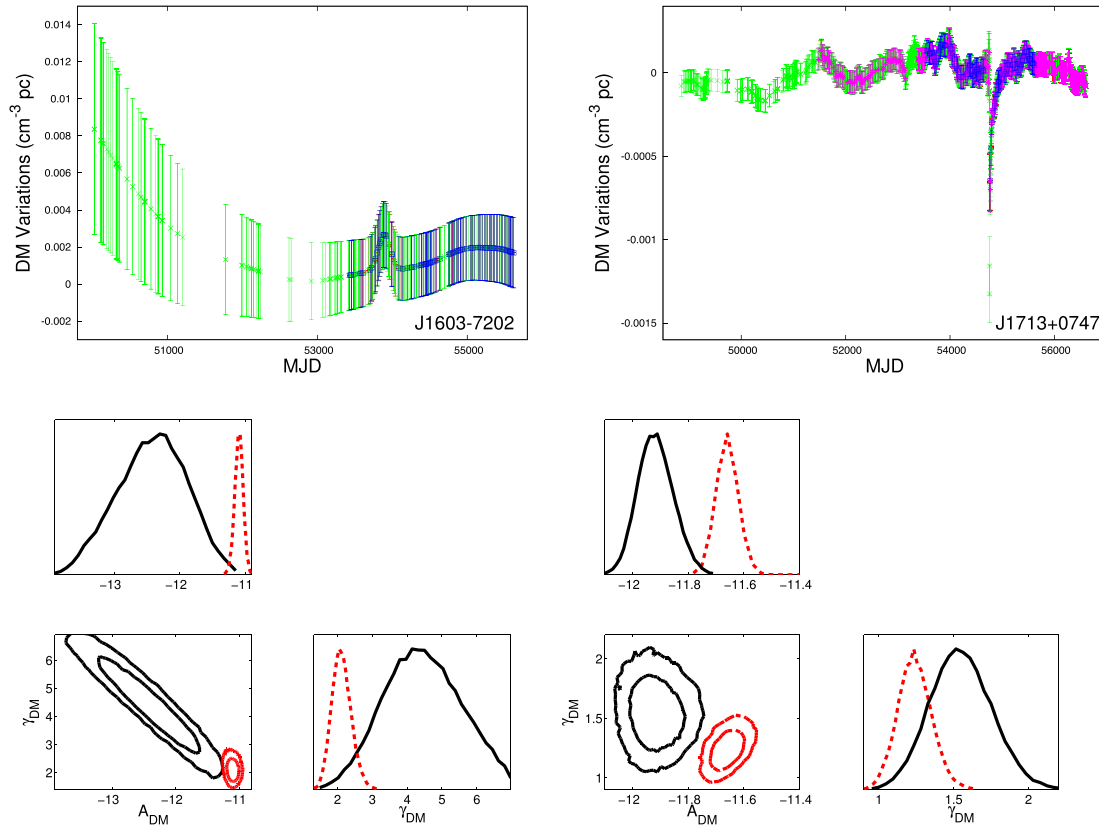 0.014
0.012
0.01
0.008
0.006
0.004
0.002
0
-0.002
DM Variations (cm-3 pc)
J1603-7202
51000 53000 55000
MJD
0
-0.0005
-0.001
-0.0015
DM Variations (cm-3 pc)
J1713+0747
50000 52000 54000 56000
MJD
−13 −12 −11
−12 −11.8 −11.6 −11.4
6
5
4
3
2
γDM
−13 −12 −11
ADM
2 3 4 5 6
γDM
2
1.5
1
γDM
−12 −11.8 −11.6 −11.4
ADM
1 1.5 2
γDM